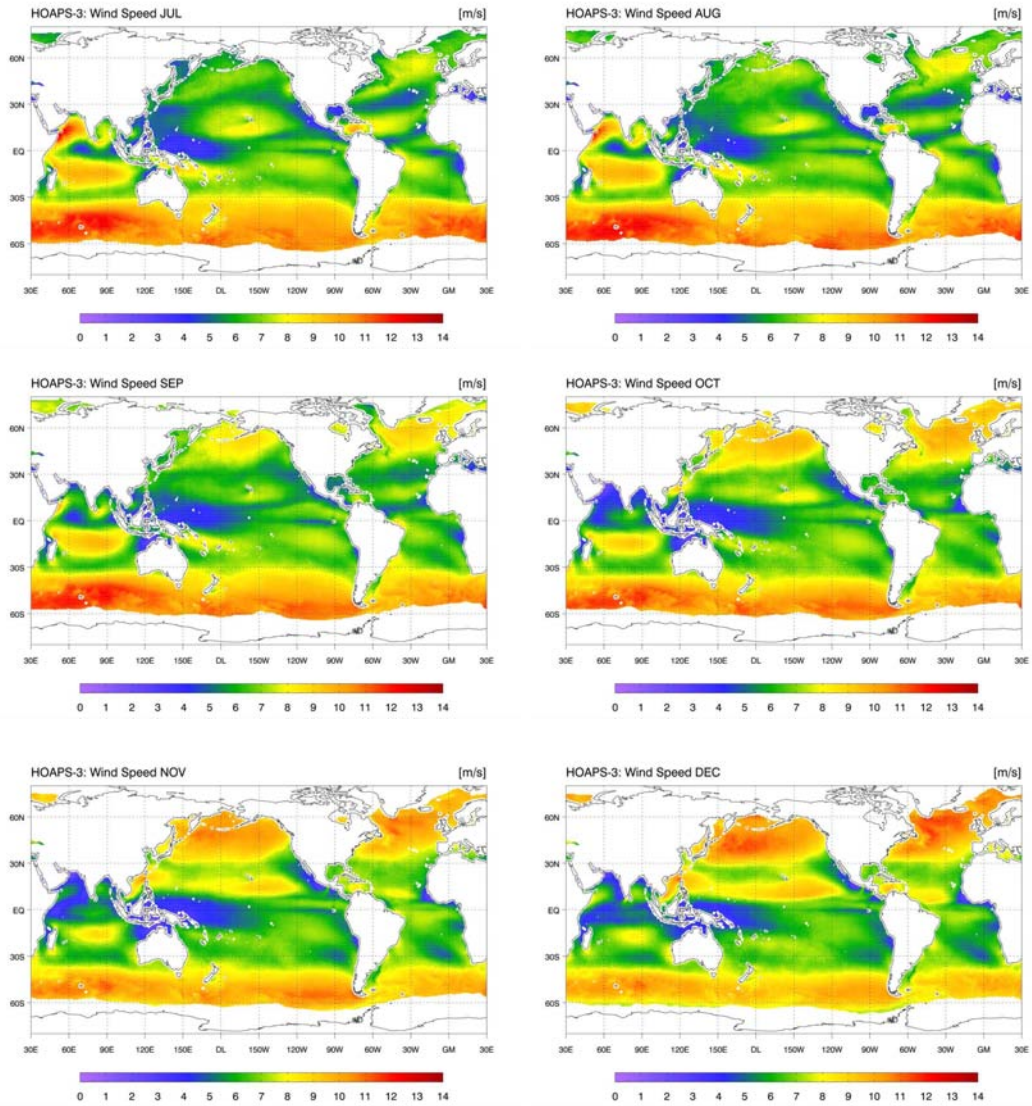 HOAPS-3: Wind Speed JUL [m/s]
60N
30N
EQ
30S
60S
30E 60E 90E 120E 150E DL 150W 120W 90W 60W GM 30E
0 1 2 3 4 5 6 7 8 9 10 11 12 13 14
HOAPS-3: Wind Speed AUG [m/s]
60N
30N
EQ
30S
60S
30E 60E 90E 120E 150E DL 150W 120W 90W 60W GM 30E
0 1 2 3 4 5 6 7 8 9 10 11 12 13 14
HOAPS-3: Wind Speed SEP [m/s]
60N
30N
EQ
30S
60S
30E 60E 90E 120E 150E DL 150W 120W 90W 60W GM 30E
0 1 2 3 4 5 6 7 8 9 10 11 12 13 14
HOAPS-3: Wind Speed OCT [m/s]
60N
30N
EQ
30S
60S
30E 60E 90E 120E 150E DL 150W 120W 90W 60W GM 30E
0 1 2 3 4 5 6 7 8 9 10 11 12 13 14
HOAPS-3: Wind Speed NOV [m/s]
60N
30N
EQ
30S
60S
30E 60E 90E 120E 150E DL 150W 120W 90W 60W GM 30E
0 1 2 3 4 5 6 7 8 9 10 11 12 13 14
HOAPS-3: Wind Speed DEC [m/s]
60N
30N
EQ
30S
60S
30E 60E 90E 120E 150E DL 150W 120W 90W 60W GM 30E
0 1 2 3 4 5 6 7 8 9 10 11 12 13 14